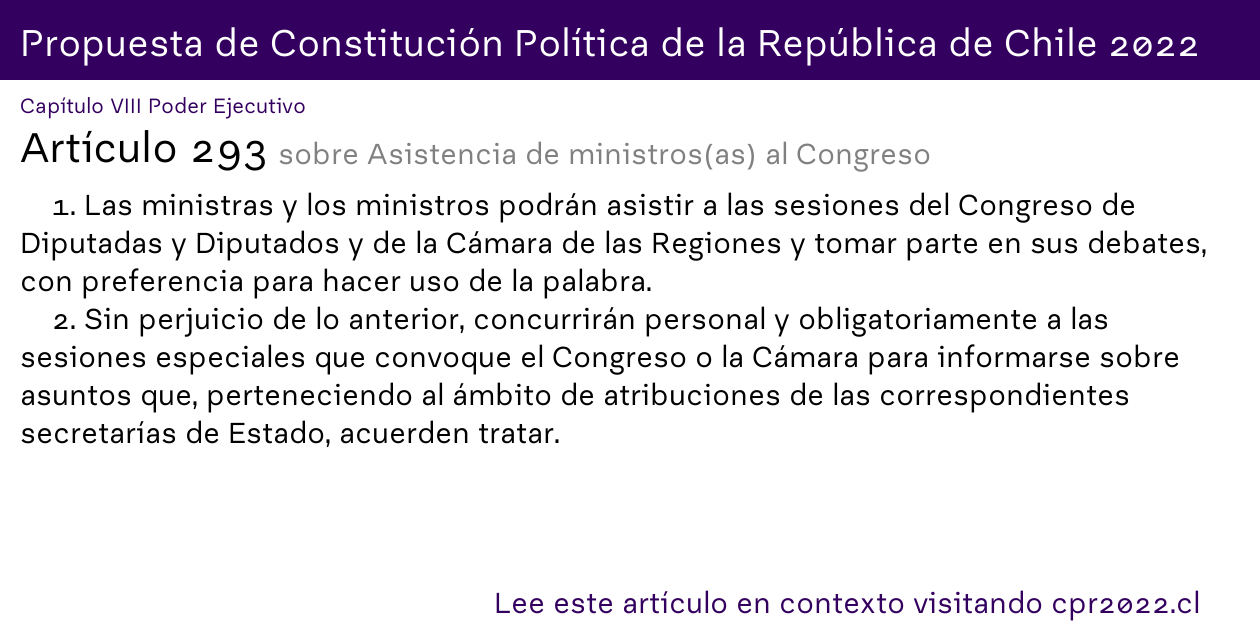 Propuesta de Constitución Política de la República de Chile 2022
Capítulo VIII Poder Ejecutivo
Artículo 293 sobre Asistencia de ministros(as) al Congreso
1. Las ministras y los ministros podrán asistir a las sesiones del Congreso de
Diputadas y Diputados y de la Cámara de las Regiones y tomar parte en sus debates,
con preferencia para hacer uso de la palabra.
2. Sin perjuicio de lo anterior, concurrirán personal y obligatoriamente a las
sesiones especiales que convoque el Congreso o la Cámara para informarse sobre
asuntos que, perteneciendo al ámbito de atribuciones de las correspondientes
secretarías de Estado, acuerden tratar.
Lee este artículo en contexto visitando cpr2022.cl